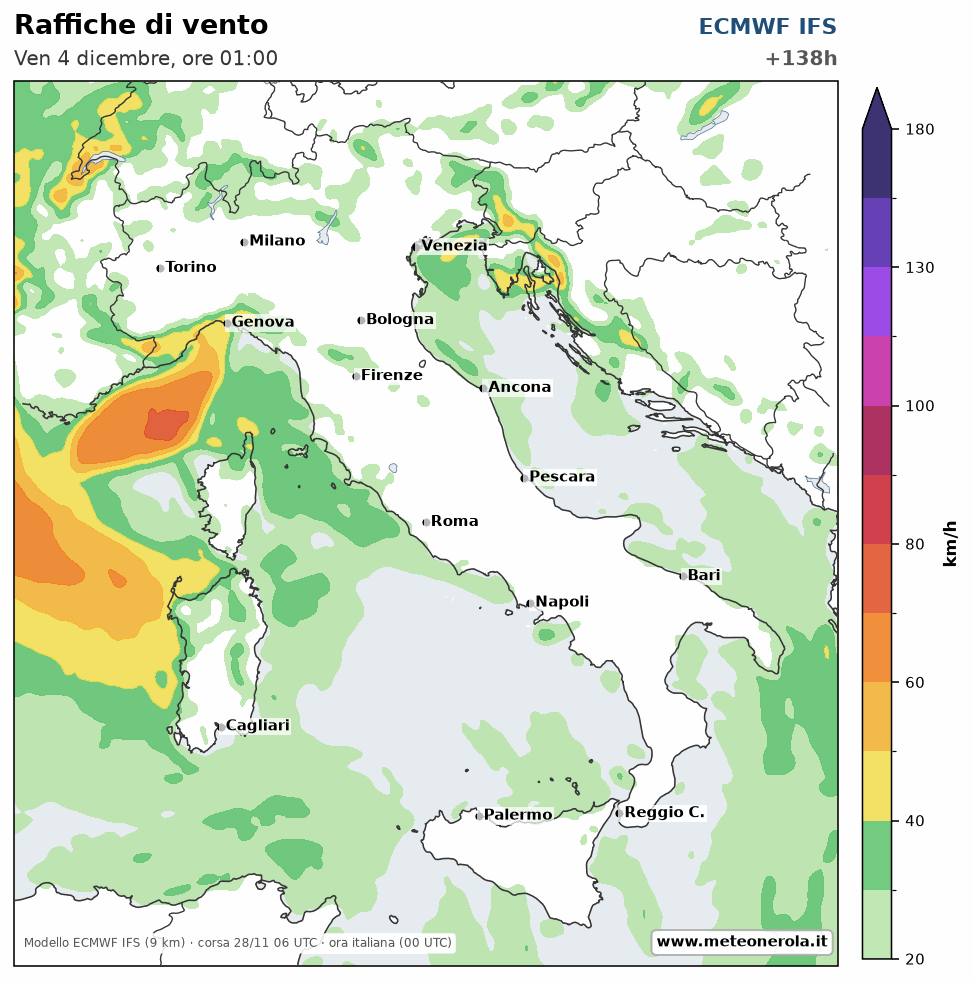 Raffiche di vento
ECMWF IFS
Ven 4 dicembre, ore 01:00
+138h
Milano
Venezia
Torino
Genova
Bologna
Firenze
Ancona
Pescara
Roma
Bari
Napoli
Cagliari
Palermo
Reggio C.
180
130
100
80
60
40
20
km/h
Modello ECMWF IFS (9 km) · corsa 28/11 06 UTC · ora italiana (00 UTC)
www.meteonerola.it